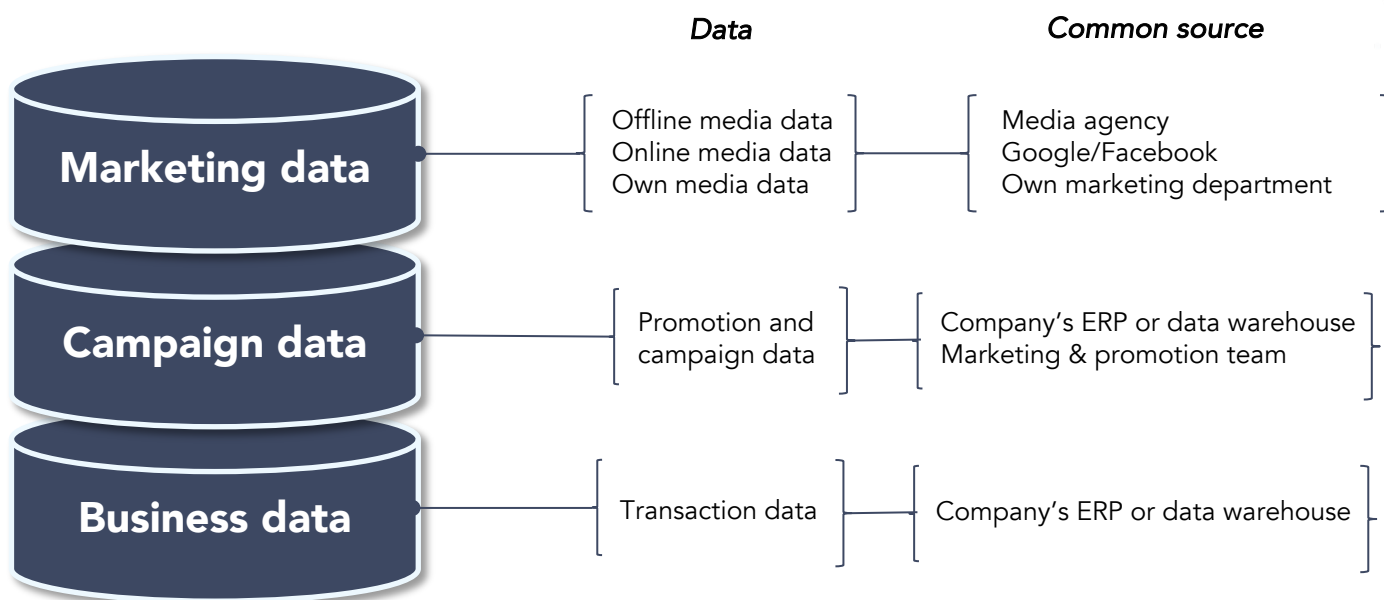 Data
Common source
Marketing data
Offline media data
Online media data
Own media data
Media agency
Google/Facebook
Own marketing department
Campaign data
Promotion and
campaign data
Company’s ERP or data warehouse
Marketing & promotion team
Business data
Transaction data
Company’s ERP or data warehouse